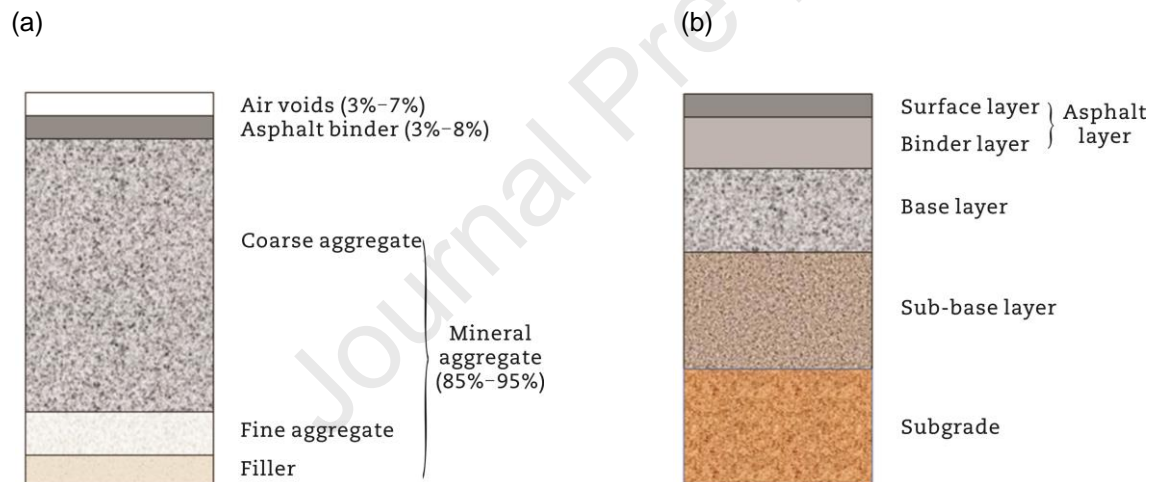 (a)
Air voids (3%–7%)
Asphalt binder (3%–8%)
Coarse aggregate
Mineral
aggregate
(85%–95%)
Fine aggregate
Filler
(b)
Surface layer
Binder layer
Asphalt
layer
Base layer
Sub-base layer
Subgrade
Journal Pre